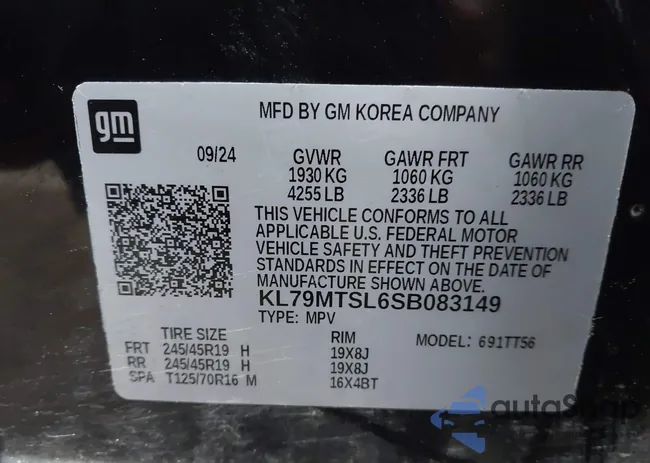 gm
MFD BY GM KOREA COMPANY
09/24 GVWR GAWR FRT GAWR RR
1930 KG 1060 KG 1060 KG
4255 LB 2336 LB 2336 LB
THIS VEHICLE CONFORMS TO ALL
APPLICABLE U.S. FEDERAL MOTOR
VEHICLE SAFETY AND THEFT PREVENTION
STANDARDS IN EFFECT ON THE DATE OF
MANUFACTURE SHOWN ABOVE.
KL79MTSL6SB083149
TYPE: MPV
TIRE SIZE RIM MODEL: 691TT56
FRT 245/45R19 H 19X8J
RR 245/45R19 H 19X8J
SPA T125/70R16 M 16X4BT
autoSnap